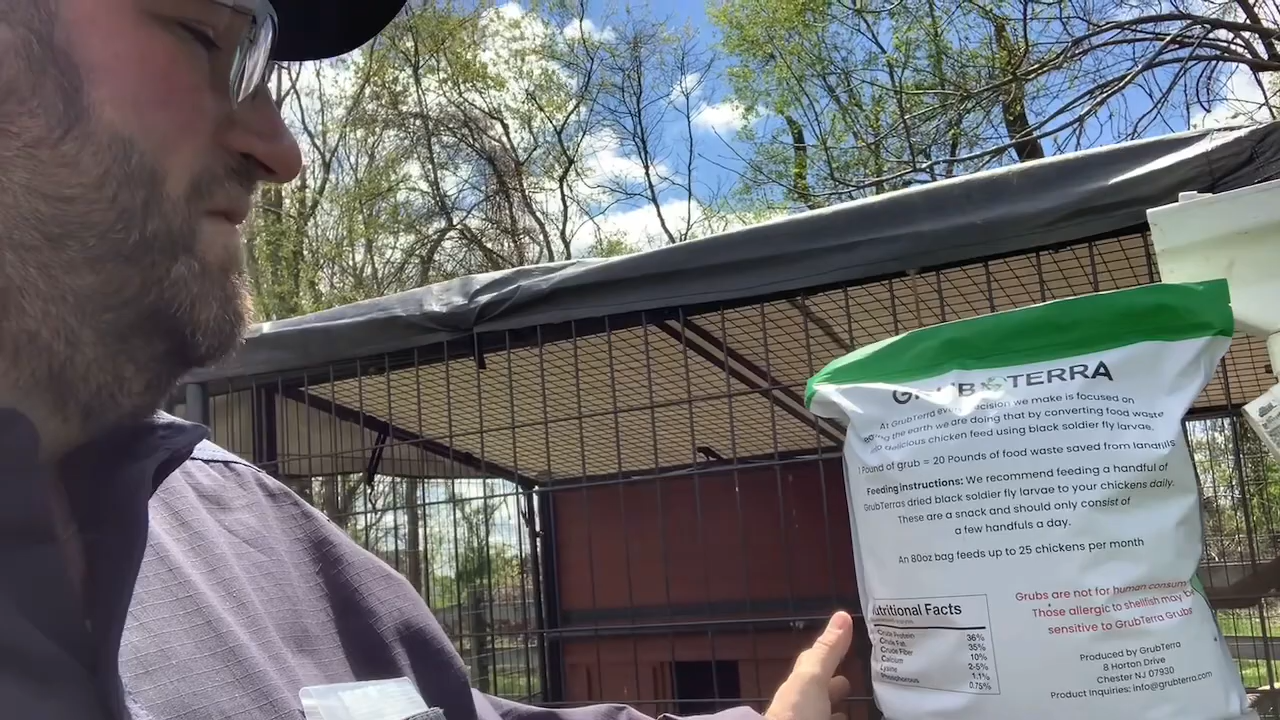 GRUB TERRA
At GrubTerra every decision we make is focused on
the earth we are doing that by converting food waste
delicious chicken feed using black soldier fly larvae.
1 Pound of grub = 20 Pounds of food waste saved from landfills
Feeding instructions: We recommend feeding a handful of
GrubTerras dried black soldier fly larvae to your chickens daily.
These are a snack and should only consist of
a few handfuls a day.
An 80oz bag feeds up to 25 chickens per month
Grubs are not for human consum
Those allergic to shellfish may be
sensitive to GrubTerra Grubs
utritional Facts
Crude Protein 36%
Crude Fat 35%
Crude Fiber 10%
Calcium 2-5%
Lysine 1.1%
Phosphorous 0.75%
Produced by GrubTerra
8 Horton Drive
Chester NJ 07930
Product Inquiries: info@grubterra.com